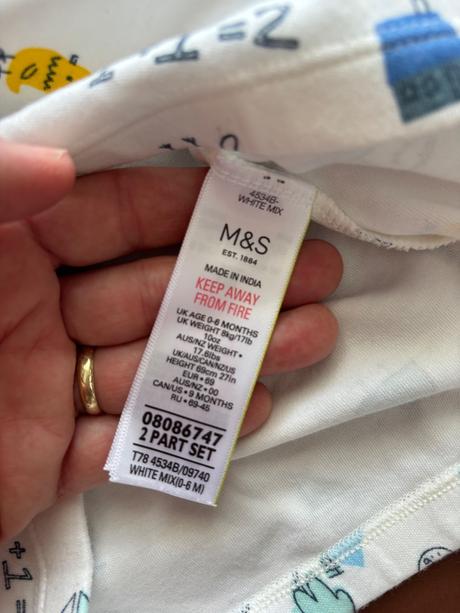 4534B-
WHITE MIX
M&S
EST. 1884
MADE IN INDIA
KEEP AWAY
FROM FIRE
UK AGE 0-6 MONTHS
UK WEIGHT 8kg/17lb
10oz
AUS/NZ WEIGHT•
17.6lbs
UK/AUS/CAN/NZ/US
HEIGHT 69cm 27in
EUR•69
AUS/NZ•00
CAN/US•9 MONTHS
RU•69-45
08086747
2 PART SET
T78 4534B/09740
WHITE MIX(0-6 M)
+1=